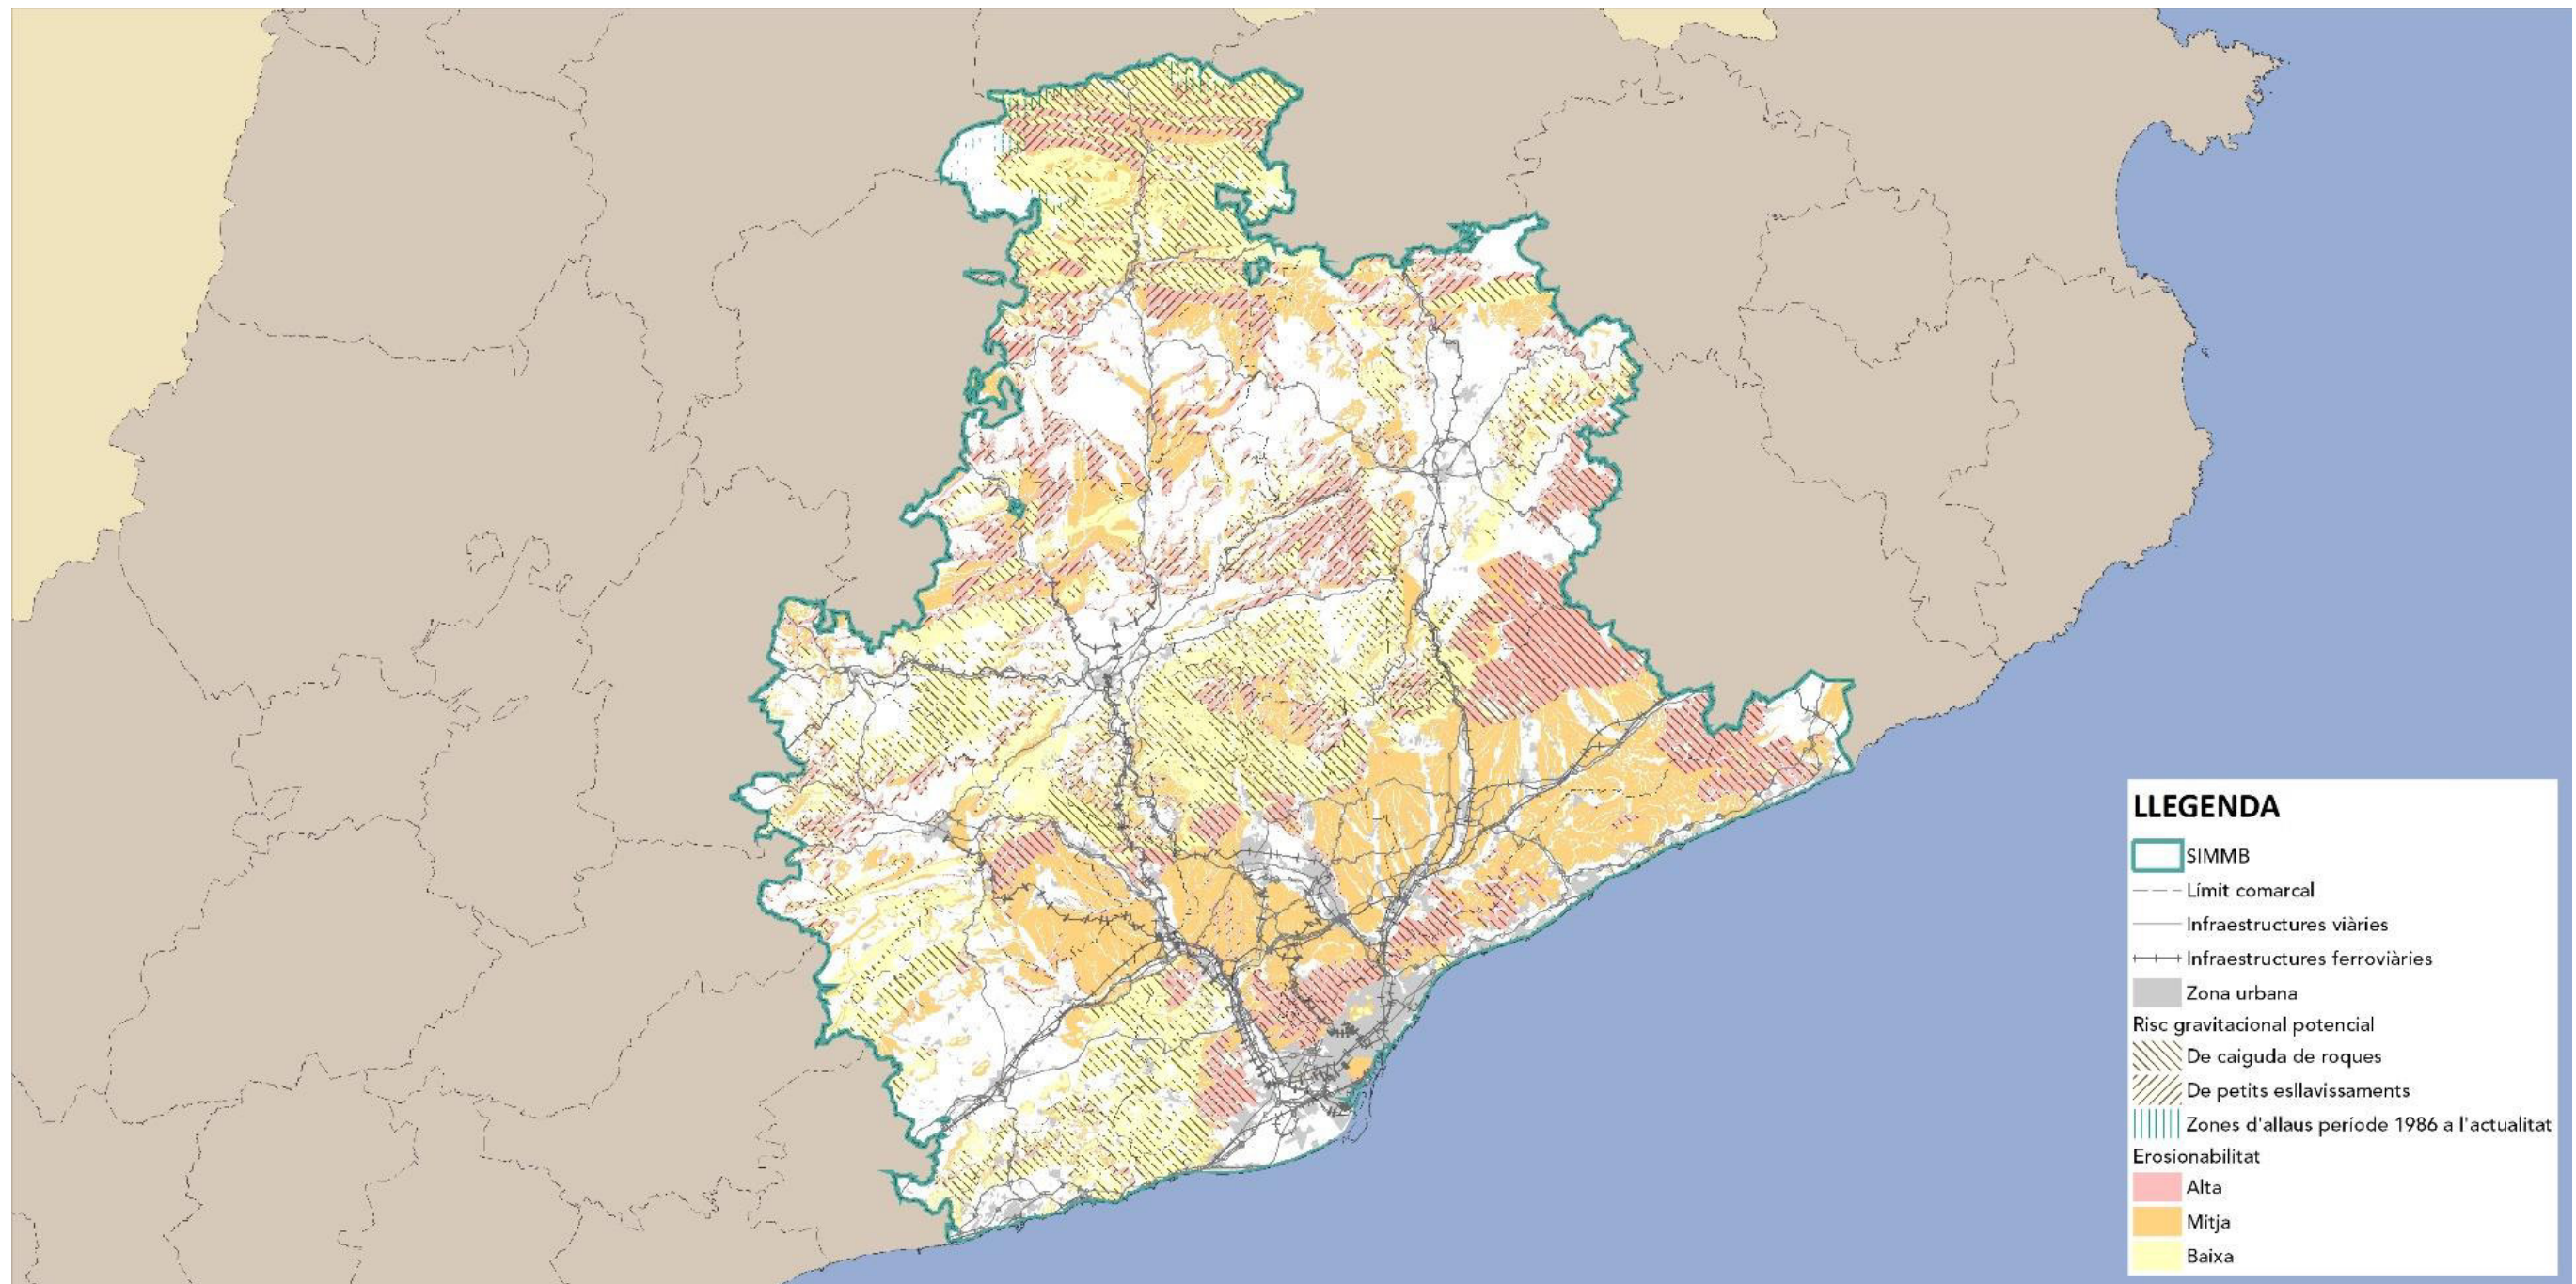 LLEGENDA
SIMMB
Límit comarcal
Infraestructures viàries
Infraestructures ferroviàries
Zona urbana
Risc gravitacional potencial
De caiguda de roques
De petits esllavissaments
Zones d'allaus període 1986 a l'actualitat
Erosionabilitat
Alta
Mitja
Baixa